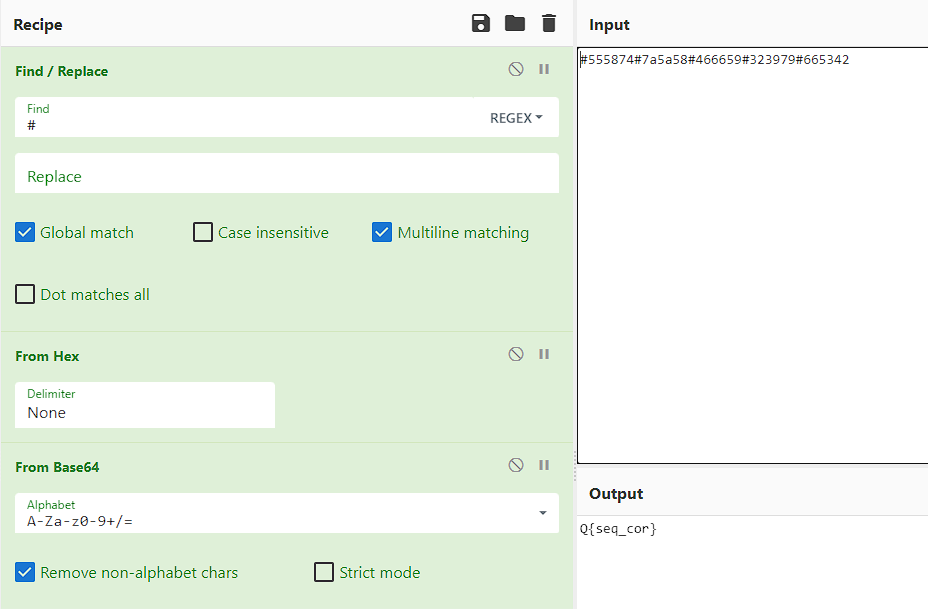 Recipe
Find / Replace
Find
#
REGEX
Replace
Global match
Case insensitive
Multiline matching
Dot matches all
From Hex
Delimiter
None
From Base64
Alphabet
A-Za-z0-9+/=
Remove non-alphabet chars
Strict mode
Input
#555874#7a5a58#466659#323979#665342
Output
Q{seq_cor}